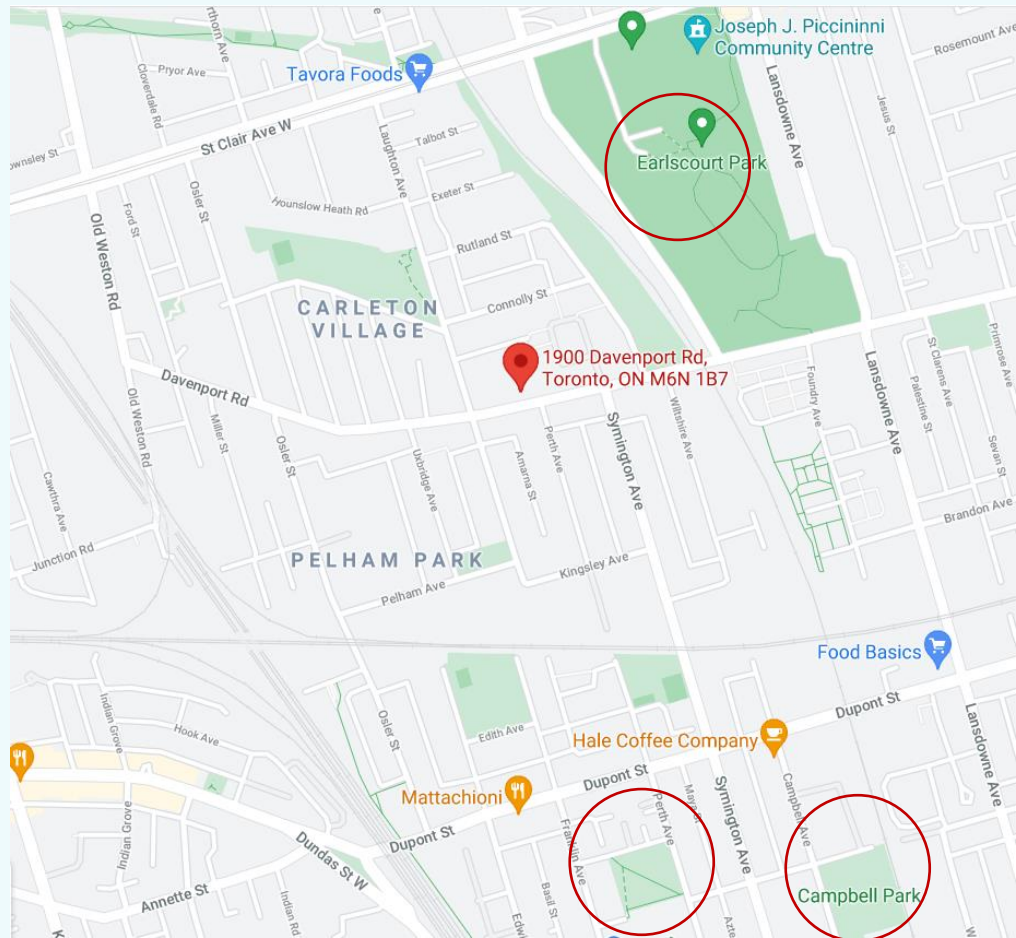 Joseph J. Piccininni
Community Centre
Rosemount Ave
Pryor Ave
Tavora Foods
Cloverdale Rd
Lansdowne Ave
Jesus St
St Clair Ave W
Laughton Ave
Talbot St
Osler St
Earlscourt Park
Exeter St
Hounslow Heath Rd
Old Weston Rd
Ford St
Rutland St
Connolly St
CARLETON
VILLAGE
1900 Davenport Rd,
Toronto, ON M6N 1B7
Davenport Rd
Old Weston Rd
Miller St
Osler St
Uxbridge Ave
Amarna St
Perth Ave
Symington Ave
Wiltshire Ave
Foundry Ave
Lansdowne Ave
St Clarens Ave
Palestine St
Primrose Ave
Sevan St
Cawthra Ave
Junction Rd
Brandon Ave
PELHAM PARK
Kingsley Ave
Pelham Ave
Food Basics
Indian Grove
Hook Ave
Osler St
Edith Ave
Dupont St
Hale Coffee Company
Lansdowne Ave
Dupont St
Mattachioni
Perth Ave
Symington Ave
Campbell Ave
Dupont St
Franklin Ave
Indian Grove
Dundas St W
Annette St
Basil St
Indian Rd
Campbell Park